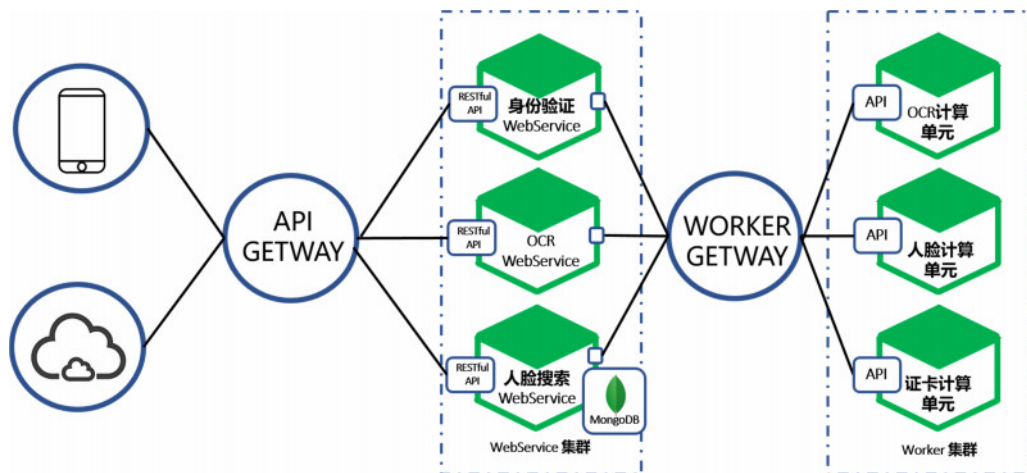 API
GETWAY
RESTful
API
身份验证
WebService
RESTful
API
OCR
WebService
RESTful
API
人脸搜索
WebService
MongoDB
WebService 集群
WORKER
GETWAY
API
OCR计算
单元
API
人脸计算
单元
API
证卡计算
单元
Worker 集群